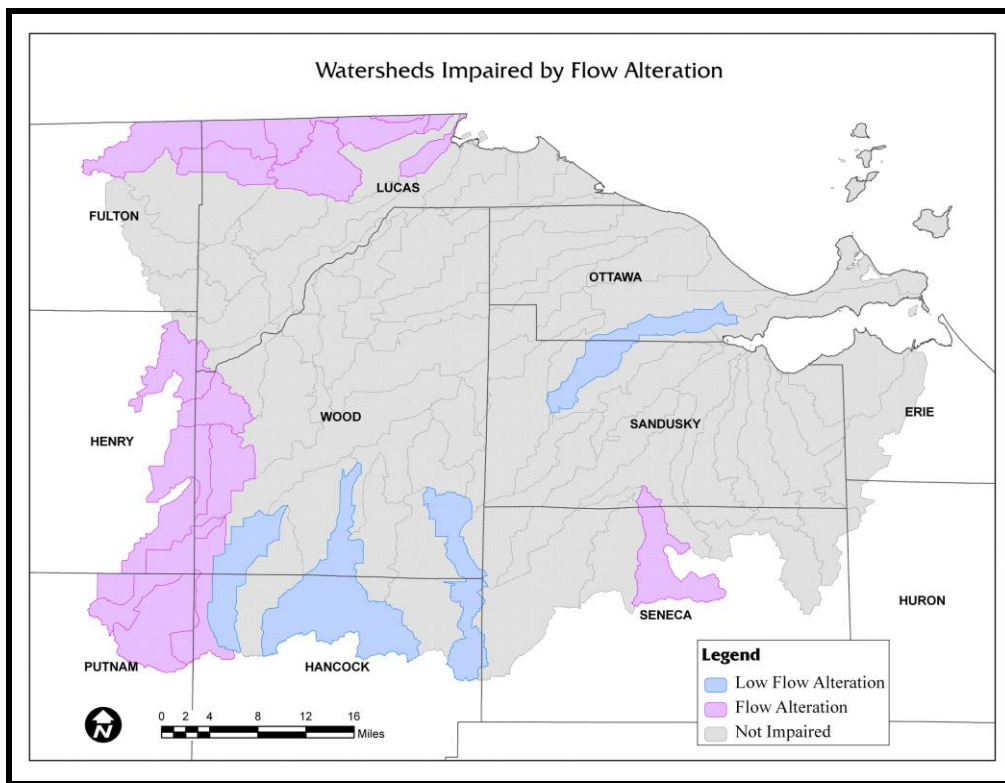 Watersheds Impaired by Flow Alteration
LUCAS
FULTON
OTTAWA
WOOD
SANDUSKY
ERIE
HENRY
HURON
SENECA
PUTNAM
HANCOCK
Legend
Low Flow Alteration
Flow Alteration
Not Impaired
N
0 2 4 8 12 16
Miles